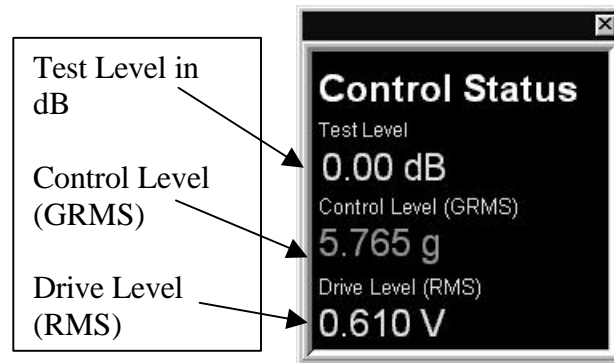 Test Level in
dB
Control Level
(GRMS)
Drive Level
(RMS)
Control Status
Test Level
0.00 dB
Control Level (GRMS)
5.765 g
Drive Level (RMS)
0.610 V